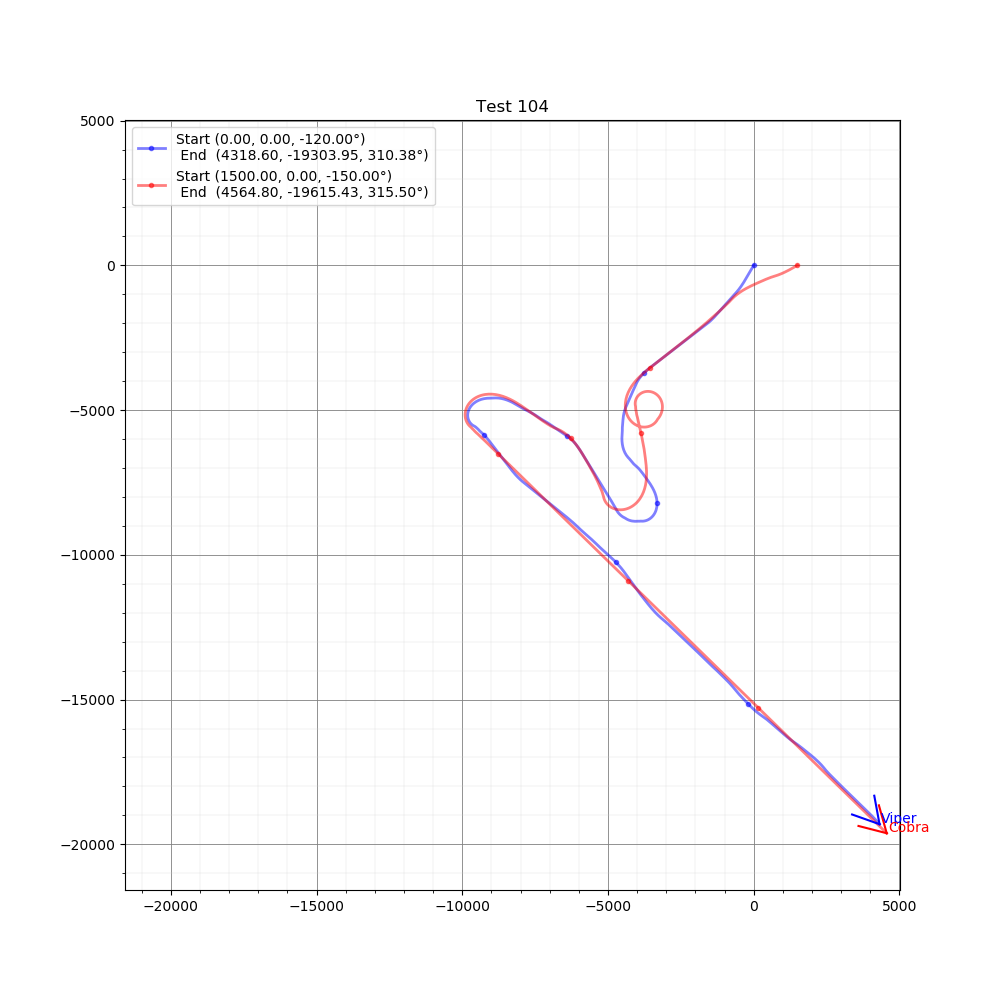 Test 104
Start (0.00, 0.00, -120.00°)
End (4318.60, -19303.95, 310.38°)
Start (1500.00, 0.00, -150.00°)
End (4564.80, -19615.43, 315.50°)
5000
0
−5000
−10000
−15000
−20000
Viper
Cobra
−20000 −15000 −10000 −5000 0 5000